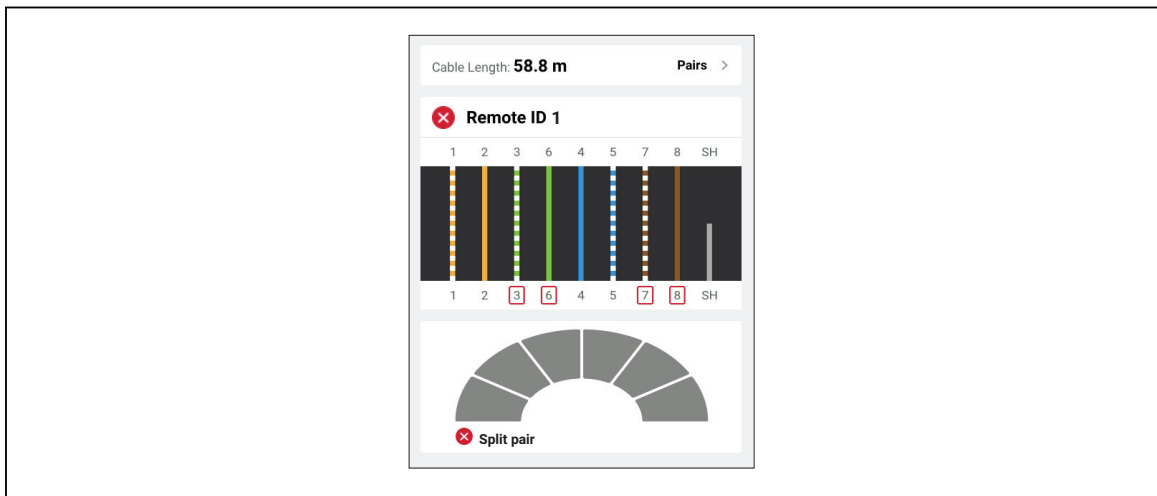 Cable Length: 58.8 m Pairs >
Remote ID 1
1 2 3 6 4 5 7 8 SH
1 2 3 6 4 5 7 8 SH
Split pair